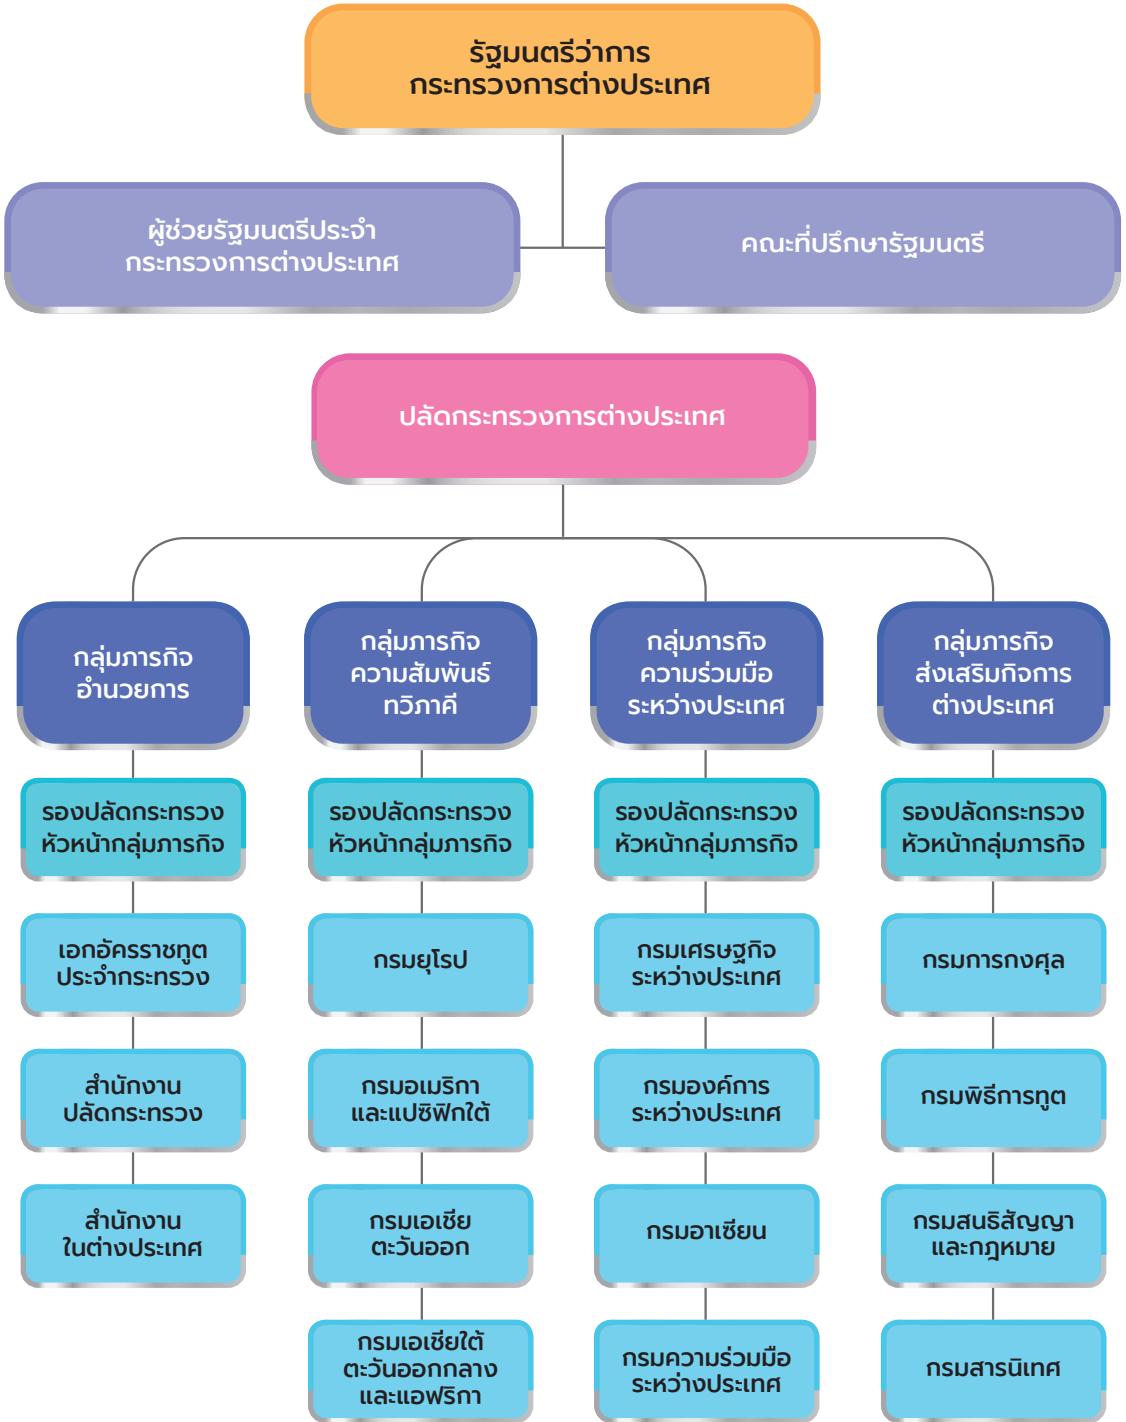 รัฐมนตรีว่าการ
กระทรวงการต่างประเทศ
ผู้ช่วยรัฐมนตรีประจำ
กระทรวงการต่างประเทศ
คณะที่ปรึกษารัฐมนตรี
ปลัดกระทรวงการต่างประเทศ
กลุ่มภารกิจ
อำนวยการ
รองปลัดกระทรวง
หัวหน้ากลุ่มภารกิจ
เอกอัครราชทูต
ประจำกระทรวง
สำนักงาน
ปลัดกระทรวง
สำนักงาน
ในต่างประเทศ
กลุ่มภารกิจ
ความสัมพันธ์
ทวิภาคี
รองปลัดกระทรวง
หัวหน้ากลุ่มภารกิจ
กรมยุโรป
กรมอเมริกา
และแปซิฟิกใต้
กรมเอเชีย
ตะวันออก
กรมเอเชียใต้
ตะวันออกกลาง
และแอฟริกา
กลุ่มภารกิจ
ความร่วมมือ
ระหว่างประเทศ
รองปลัดกระทรวง
หัวหน้ากลุ่มภารกิจ
กรมเศรษฐกิจ
ระหว่างประเทศ
กรมองค์การ
ระหว่างประเทศ
กรมอาเซียน
กรมความร่วมมือ
ระหว่างประเทศ
กลุ่มภารกิจ
ส่งเสริมกิจการ
ต่างประเทศ
รองปลัดกระทรวง
หัวหน้ากลุ่มภารกิจ
กรมการกงศุล
กรมพิธีการทูต
กรมสนธิสัญญา
และกฎหมาย
กรมสารนิเทศ